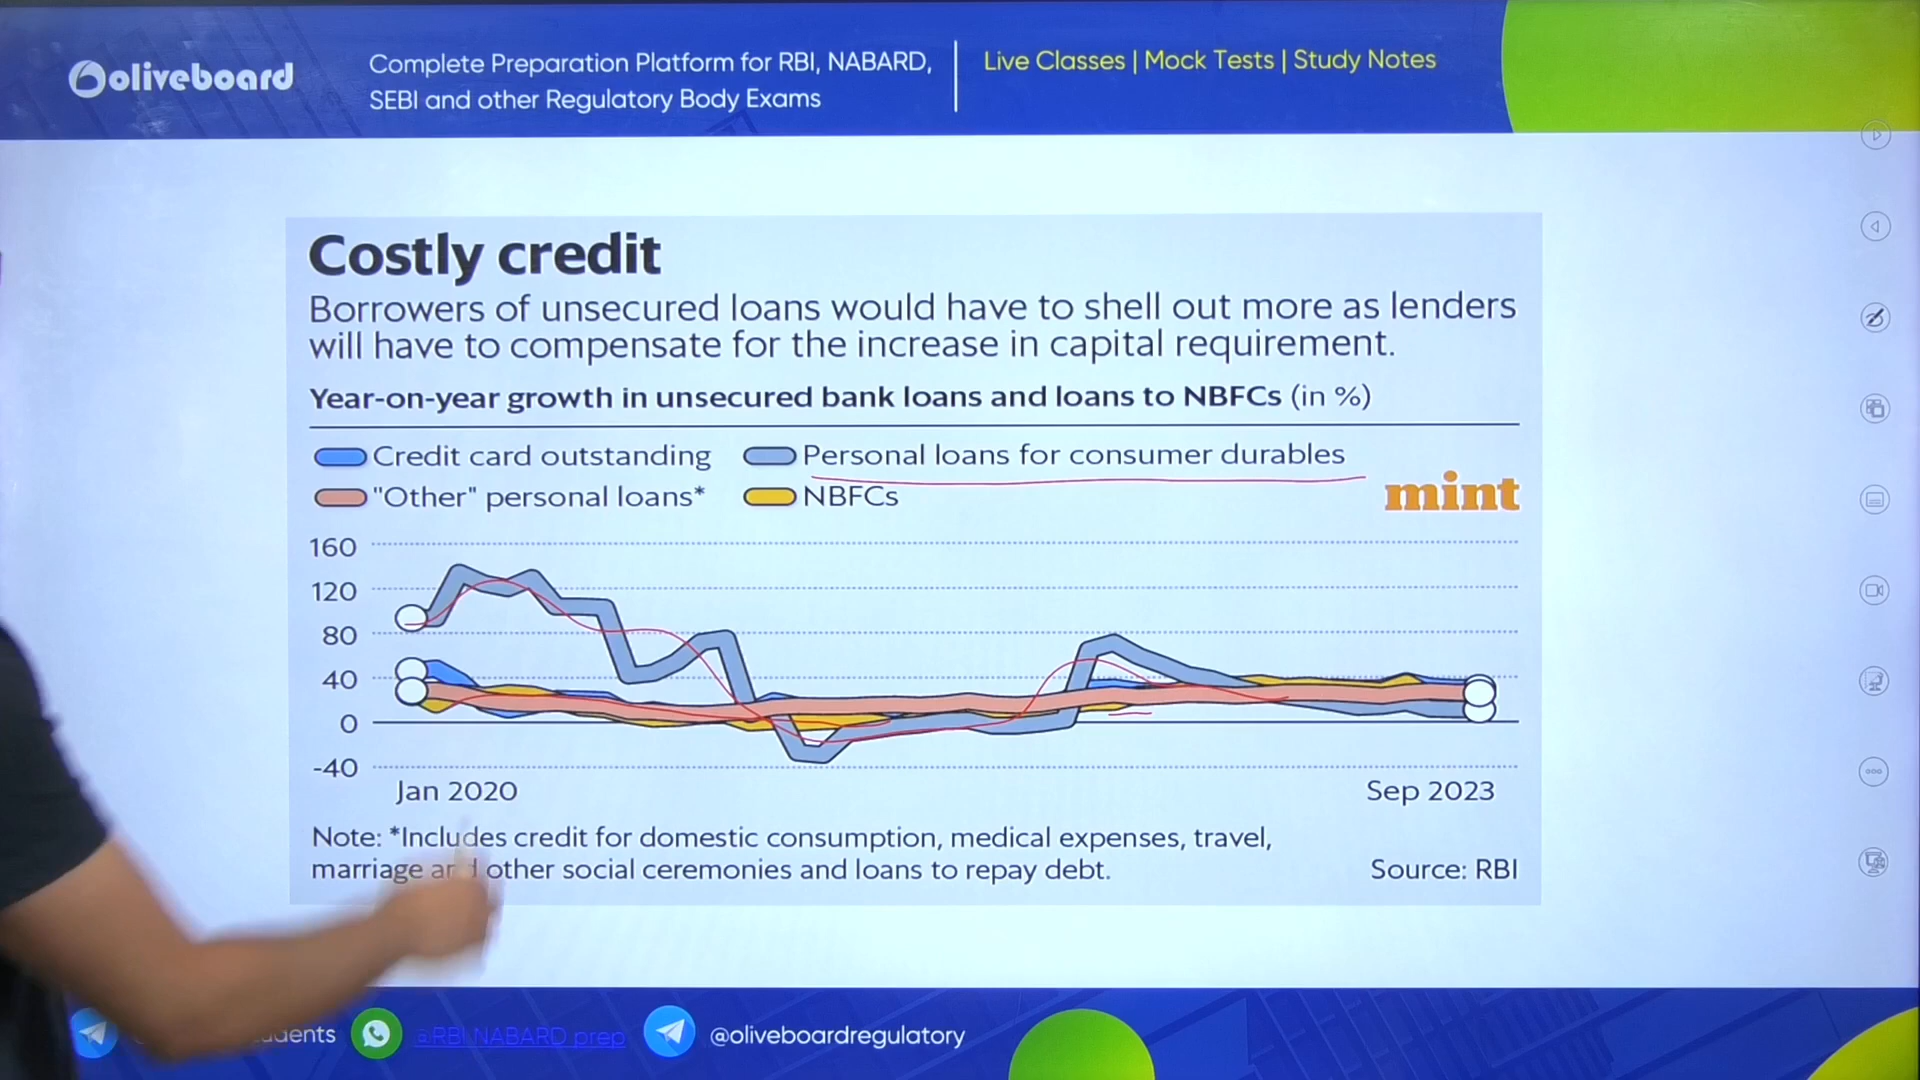 oliveboard
Complete Preparation Platform for RBI, NABARD,
SEBI and other Regulatory Body Exams
Live Classes | Mock Tests | Study Notes
Costly credit
Borrowers of unsecured loans would have to shell out more as lenders
will have to compensate for the increase in capital requirement.
Year-on-year growth in unsecured bank loans and loans to NBFCs (in %)
Credit card outstanding
Personal loans for consumer durables
"Other" personal loans*
NBFCs
mint
160
120
80
40
0
-40
Jan 2020
Sep 2023
Note: *Includes credit for domestic consumption, medical expenses, travel,
marriage and other social ceremonies and loans to repay debt.
Source: RBI
@RBI NABARD prep
@oliveboardregulatory